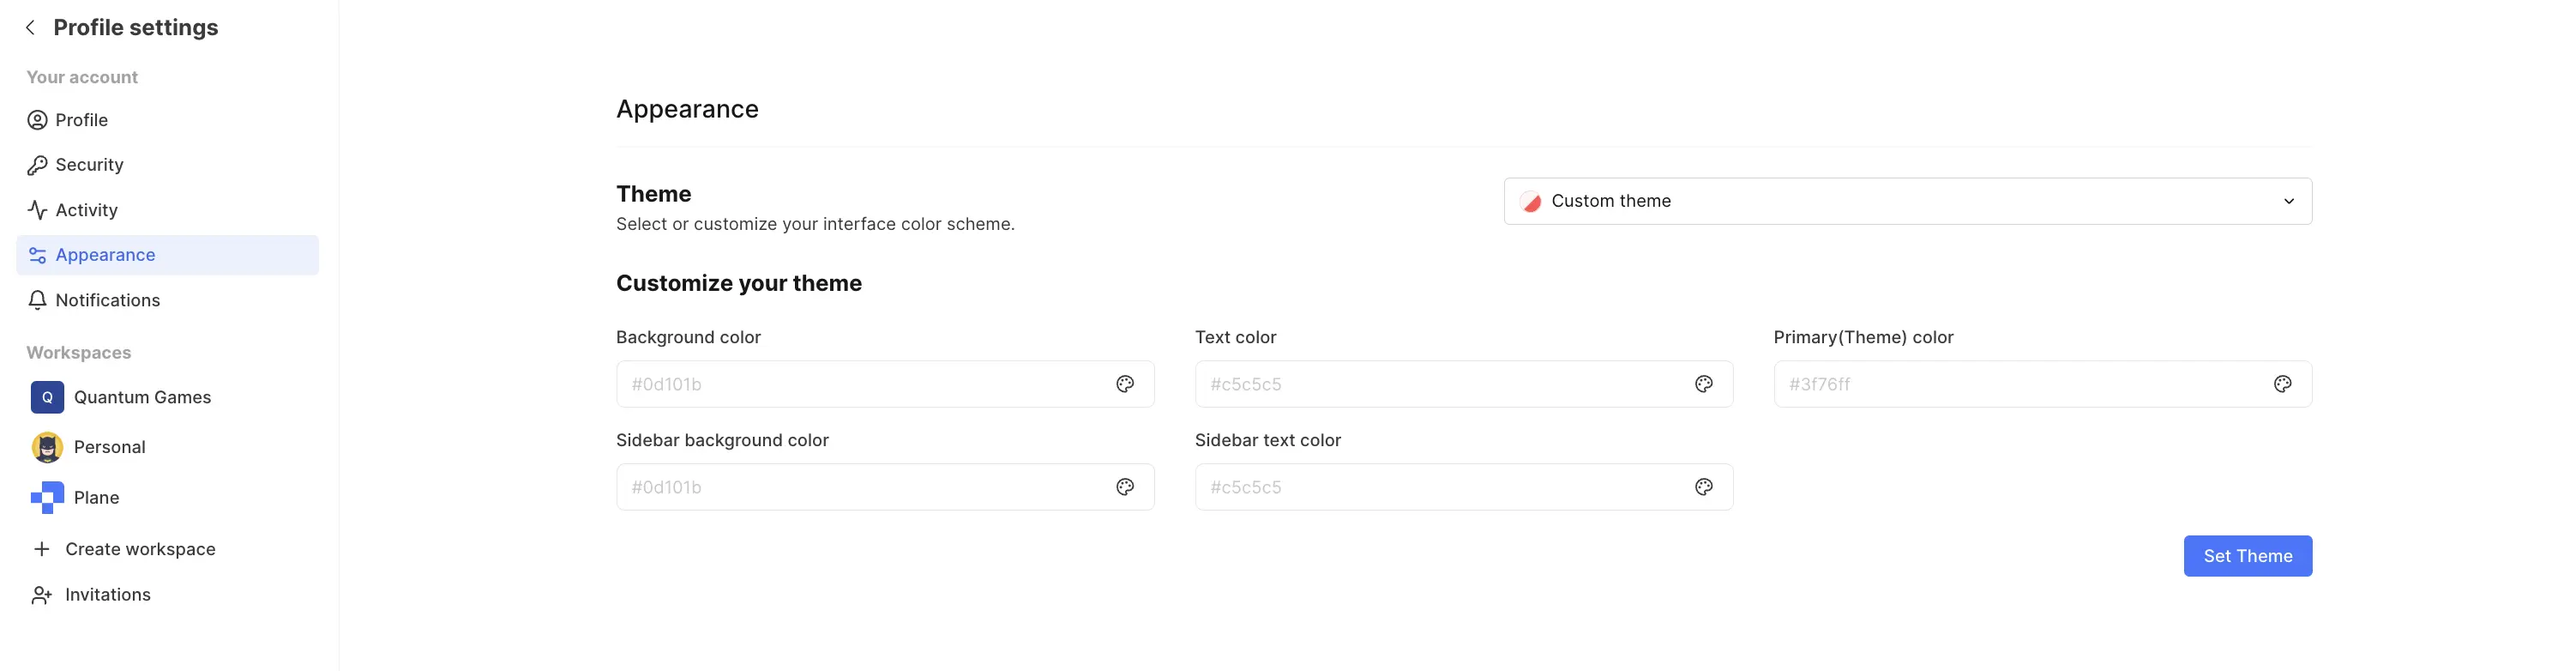 Profile settings
Your account
Profile
Security
Activity
Appearance
Notifications
Workspaces
Q Quantum Games
Personal
Plane
Create workspace
Invitations
Appearance
Theme
Select or customize your interface color scheme.
Custom theme
Customize your theme
Background color
#0d101b
Text color
#c5c5c5
Primary(Theme) color
#3f76ff
Sidebar background color
#0d101b
Sidebar text color
#c5c5c5
Set Theme